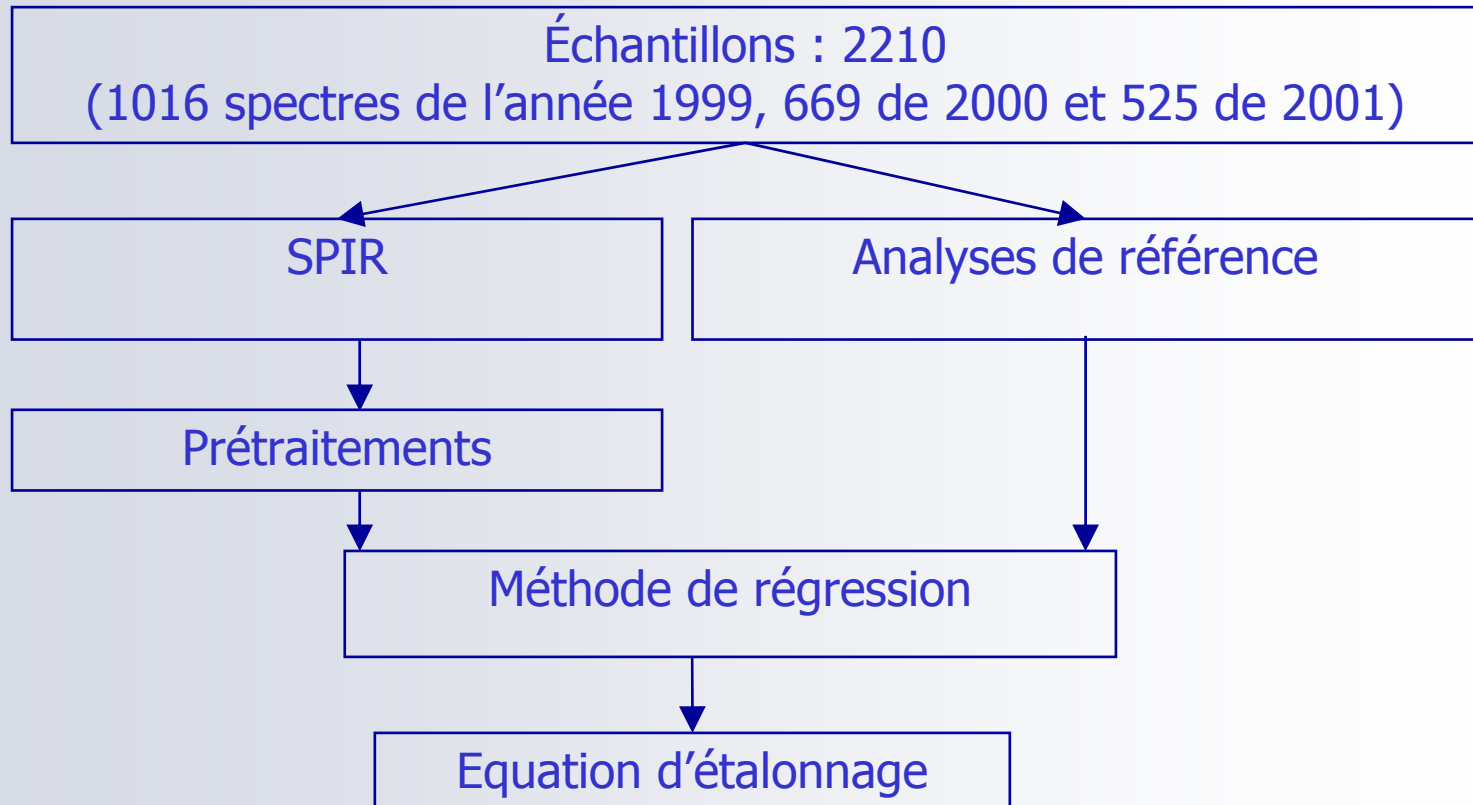 Échantillons : 2210
(1016 spectres de l’année 1999, 669 de 2000 et 525 de 2001)
SPIR
Analyses de référence
Prétraitements
Méthode de régression
Equation d’étalonnage